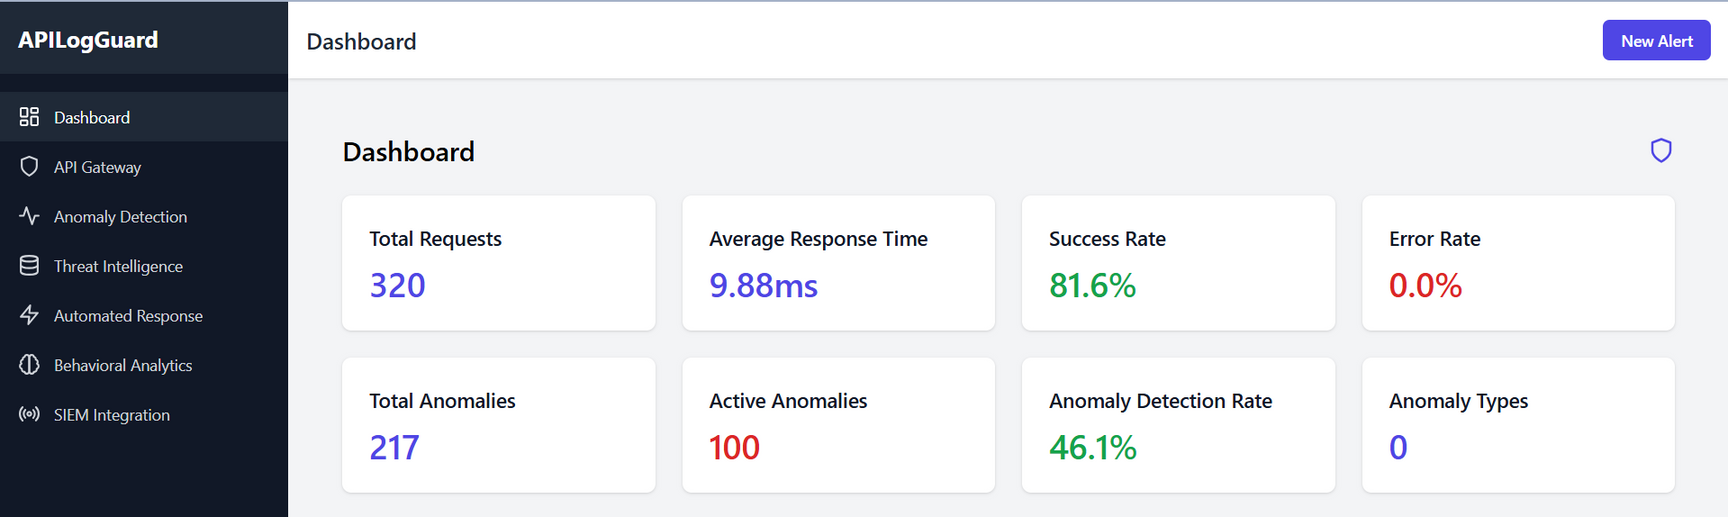 APILogGuard
Dashboard
API Gateway
Anomaly Detection
Threat Intelligence
Automated Response
Behavioral Analytics
SIEM Integration
Dashboard
New Alert
Dashboard
Total Requests
320
Average Response Time
9.88ms
Success Rate
81.6%
Error Rate
0.0%
Total Anomalies
217
Active Anomalies
100
Anomaly Detection Rate
46.1%
Anomaly Types
0